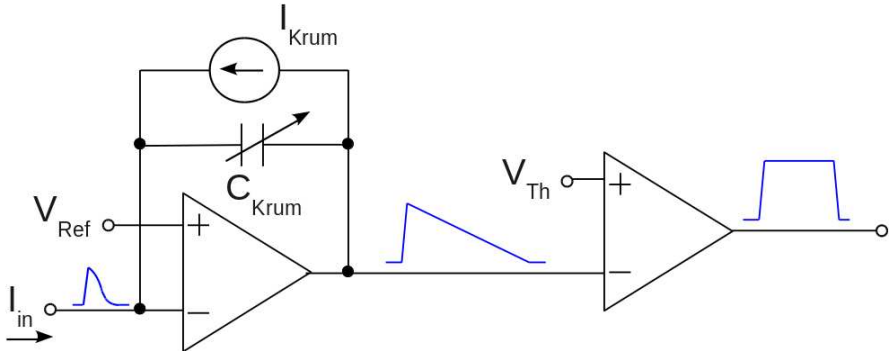 I Krum
C Krum
V Ref
+
−
I in
V Th
+
−